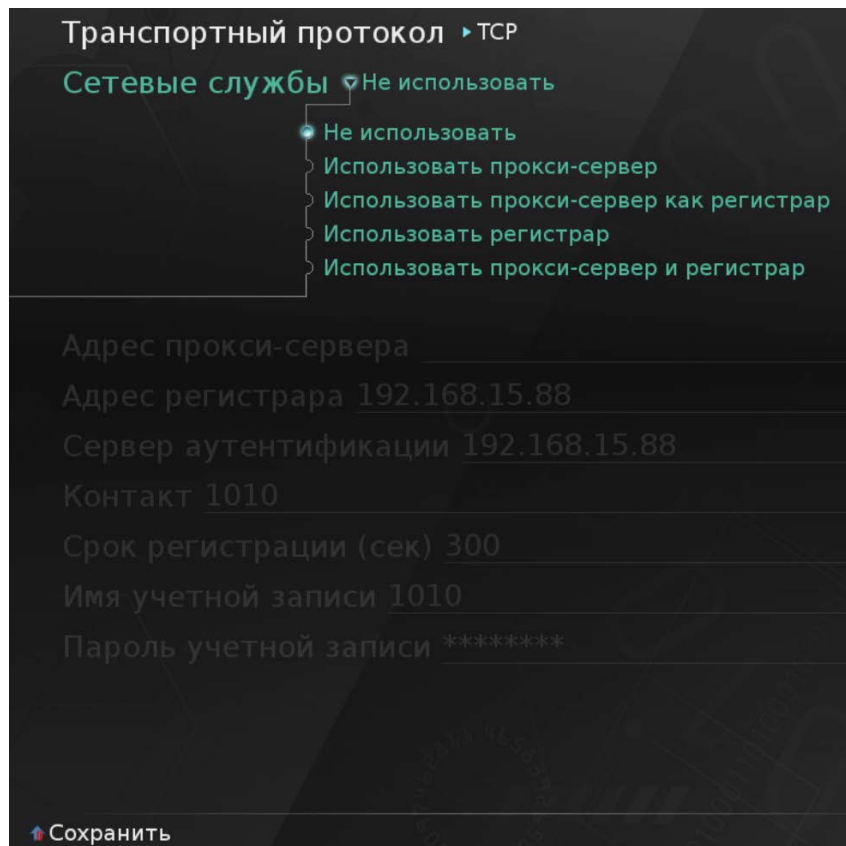 Транспортный протокол TCP
Сетевые службы Не использовать
Не использовать
Использовать прокси-сервер
Использовать прокси-сервер как регистрар
Использовать регистрар
Использовать прокси-сервер и регистрар
Адрес прокси-сервера
Адрес регистрара 192.168.15.88
Сервер аутентификации 192.168.15.88
Контакт 1010
Срок регистрации (сек) 300
Имя учетной записи 1010
Пароль учетной записи ********
Сохранить